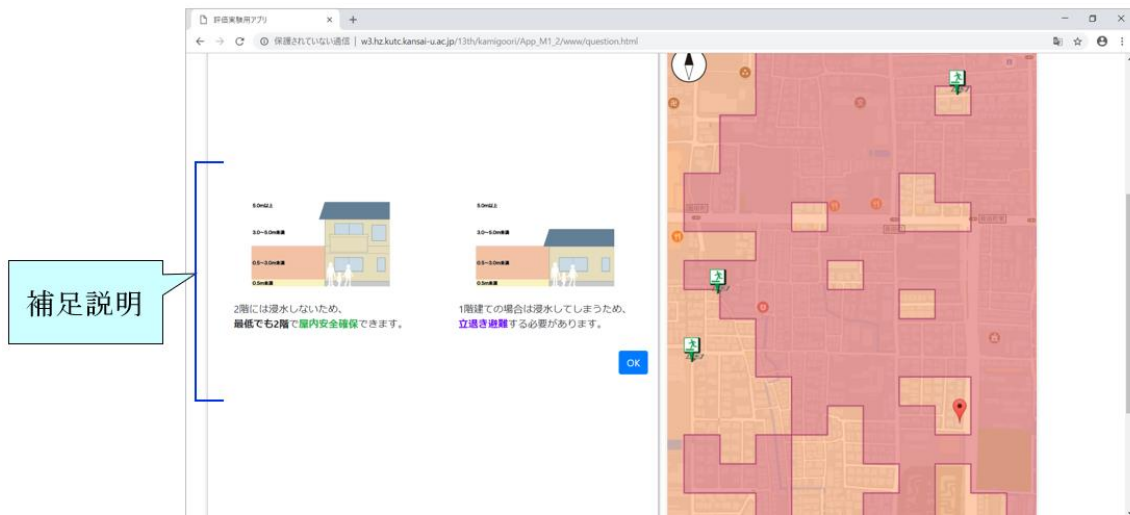 評価実験用アプリ
保護されていない通信 | w3.hz.kutc.kansai-u.ac.jp/13th/kamigoori/App_M1_2/www/question.html
補足説明
5.0m以上
3.0~5.0m未満
0.5~3.0m未満
0.5m未満
2階には浸水しないため、
最低でも2階で屋内安全確保できます。
5.0m以上
3.0~5.0m未満
0.5~3.0m未満
0.5m未満
1階建ての場合は浸水してしまうため、
立退き避難する必要があります。
OK